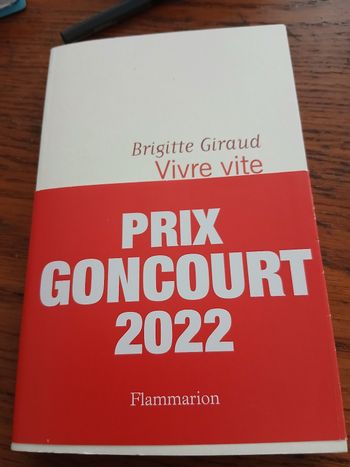 Brigitte Giraud
Vivre vite
PRIX
GONCOURT
2022
Flammarion